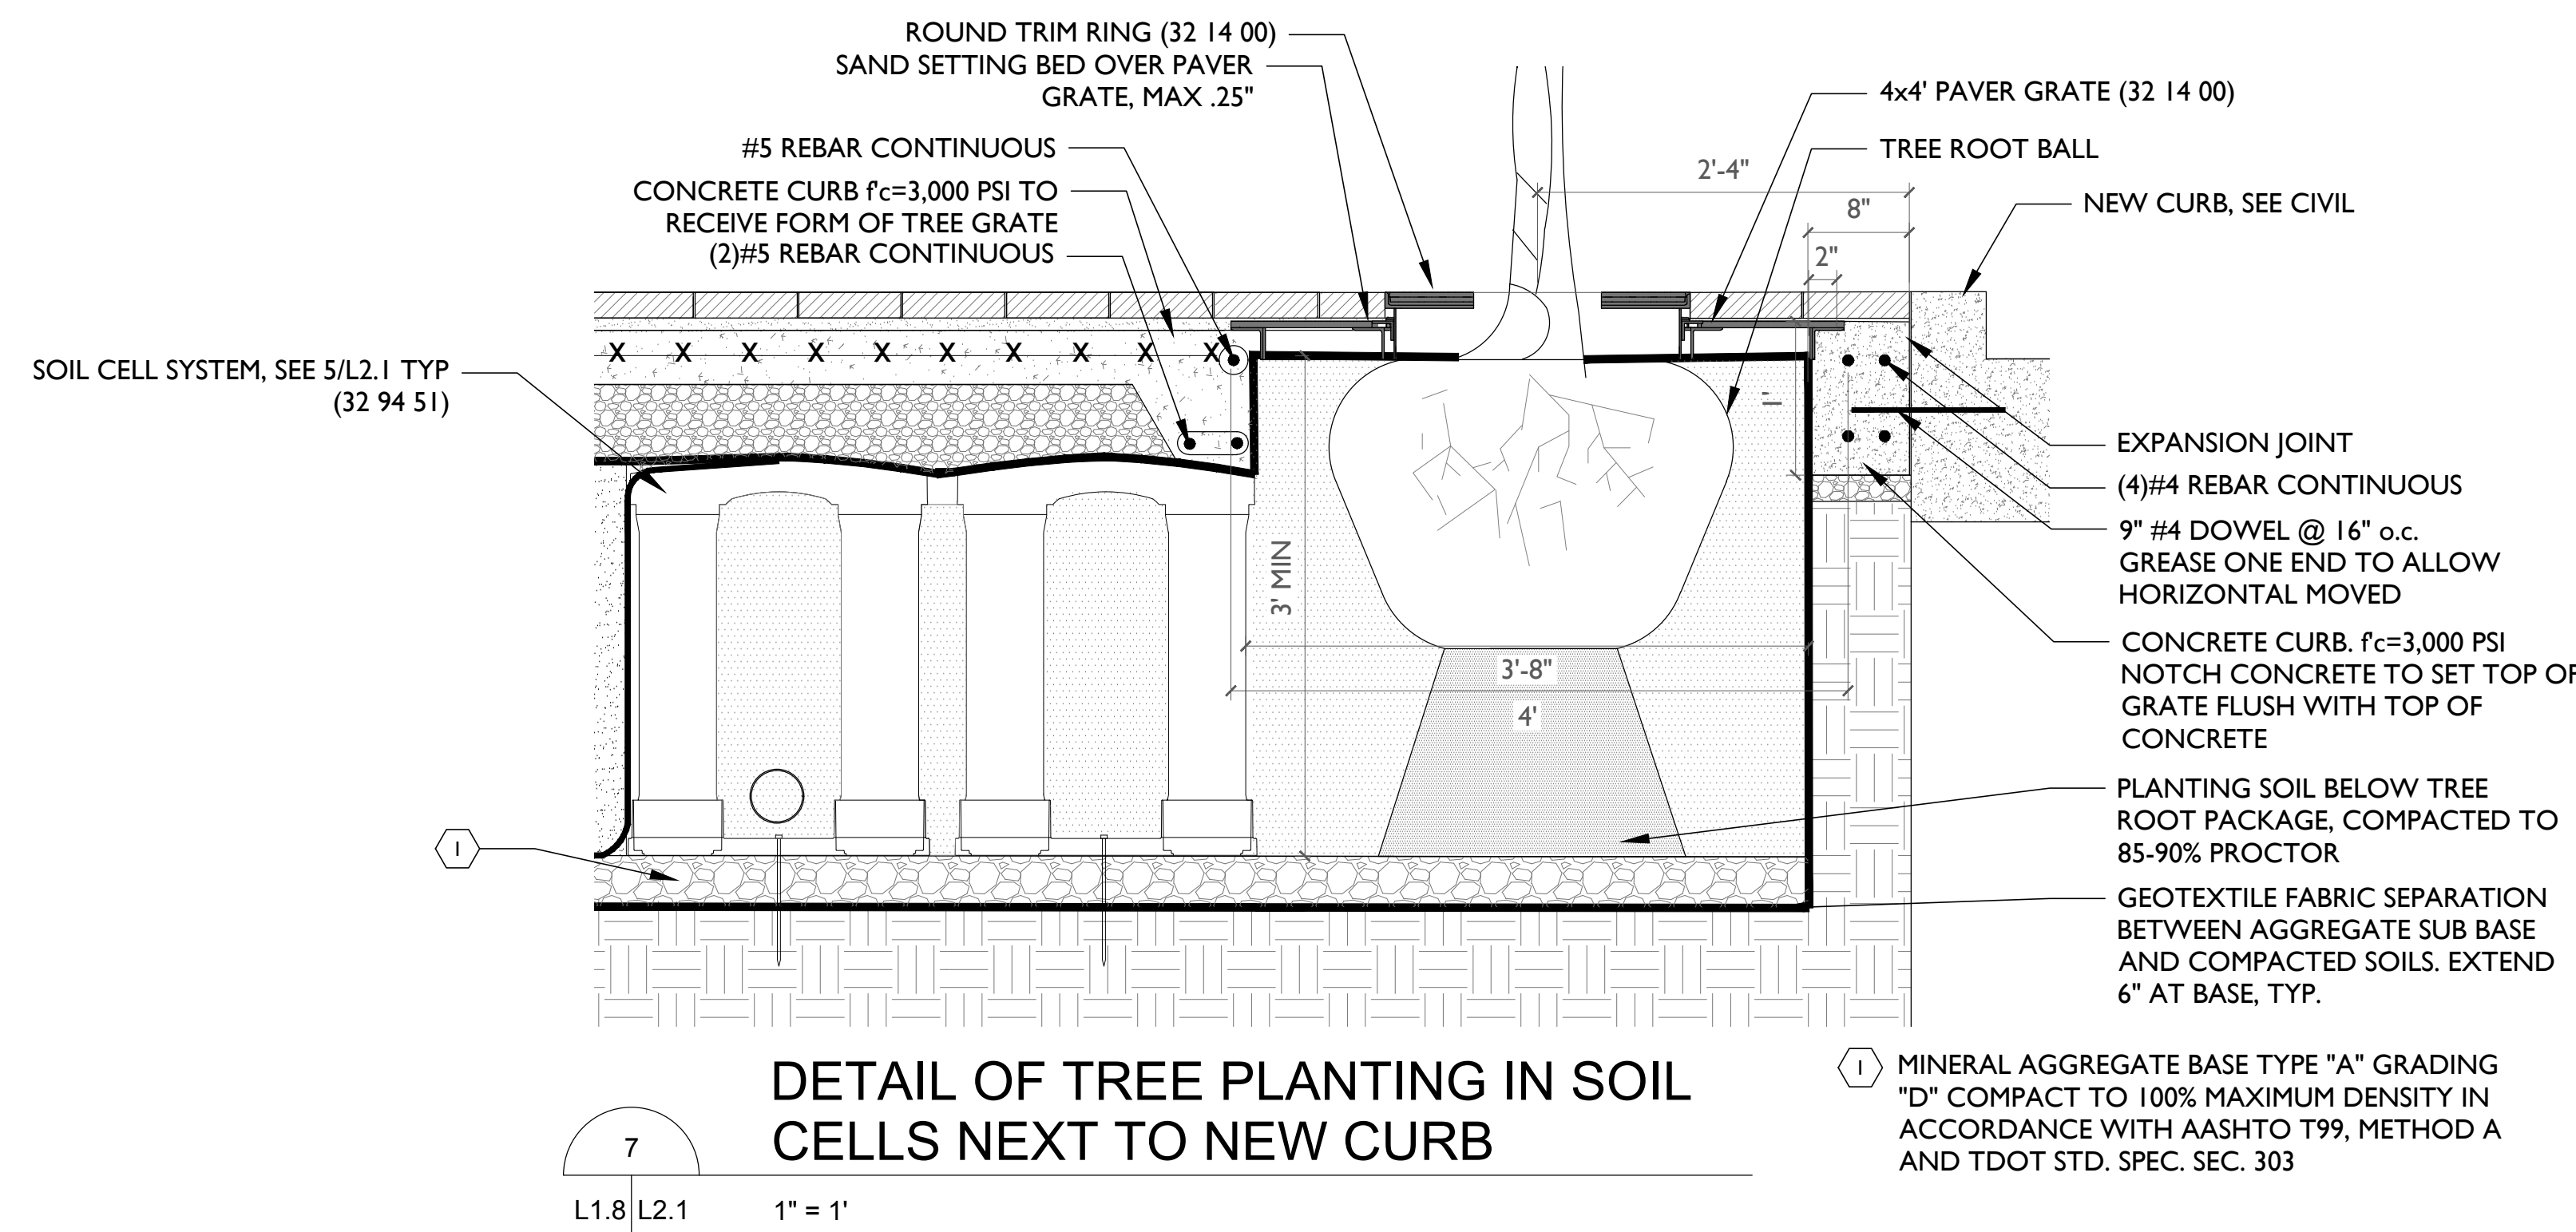 ROUND TRIM RING (32 14 00)
SAND SETTING BED OVER PAVER
GRATE, MAX .25"
#5 REBAR CONTINUOUS
CONCRETE CURB f'c=3,000 PSI TO
RECEIVE FORM OF TREE GRATE
(2)#5 REBAR CONTINUOUS
SOIL CELL SYSTEM, SEE 5/L2.1 TYP
(32 94 51)
1
X X X X X X X X X X
4x4' PAVER GRATE (32 14 00)
TREE ROOT BALL
NEW CURB, SEE CIVIL
2'-4"
8"
2"
1'
3' MIN
3'-8"
4'
EXPANSION JOINT
(4)#4 REBAR CONTINUOUS
9" #4 DOWEL @ 16" o.c.
GREASE ONE END TO ALLOW
HORIZONTAL MOVED
CONCRETE CURB. f'c=3,000 PSI
NOTCH CONCRETE TO SET TOP OF
GRATE FLUSH WITH TOP OF
CONCRETE
PLANTING SOIL BELOW TREE
ROOT PACKAGE, COMPACTED TO
85-90% PROCTOR
GEOTEXTILE FABRIC SEPARATION
BETWEEN AGGREGATE SUB BASE
AND COMPACTED SOILS. EXTEND
6" AT BASE, TYP.
1 MINERAL AGGREGATE BASE TYPE "A" GRADING
"D" COMPACT TO 100% MAXIMUM DENSITY IN
ACCORDANCE WITH AASHTO T99, METHOD A
AND TDOT STD. SPEC. SEC. 303
DETAIL OF TREE PLANTING IN SOIL
CELLS NEXT TO NEW CURB
7
L1.8 L2.1
1" = 1'